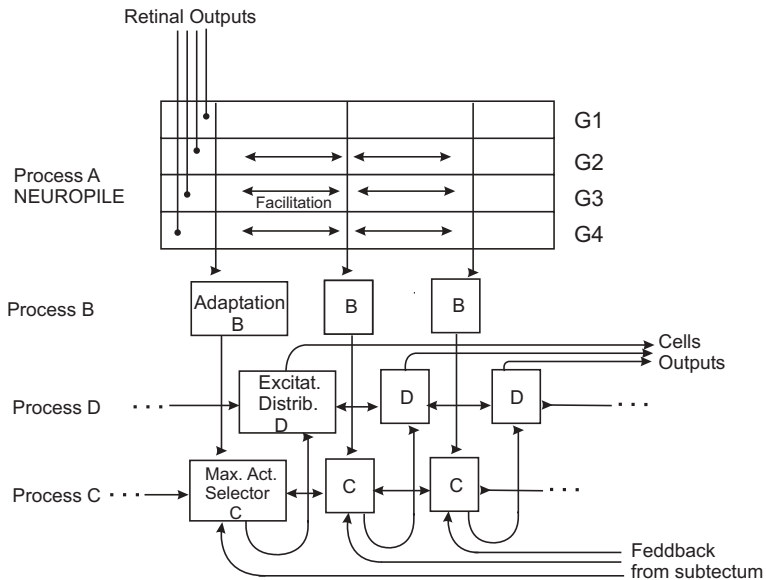 Retinal Outputs
G1
G2
Process A
NEUROPILE
G3
Facilitation
G4
Process B
Adaptation
B
B
B
Cells
Outputs
Process D
. . .
Excitat.
Distrib.
D
D
D
. . .
Process C
. . .
Max. Act.
Selector
C
C
C
. . .
Feddback
from subtectum